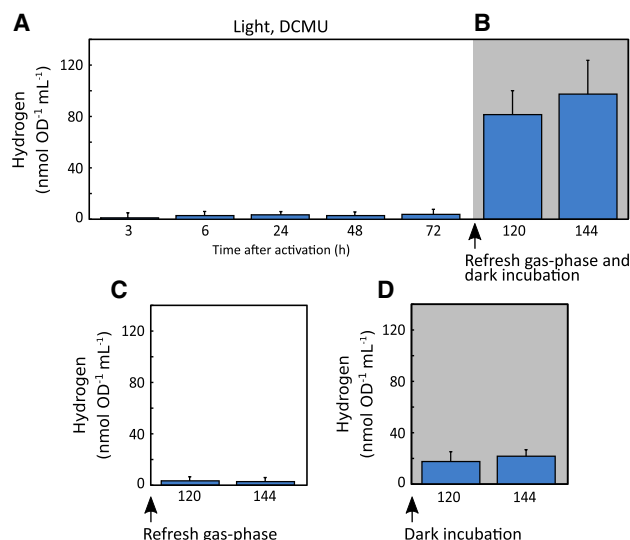 A
Light, DCMU
B
Hydrogen
(nmol OD⁻¹ mL⁻¹)
120
80
40
0
3 6 24 48 72 120 144
Time after activation (h)
Refresh gas-phase and
dark incubation
C
Hydrogen
(nmol OD⁻¹ mL⁻¹)
120
80
40
0
120 144
Refresh gas-phase
D
Hydrogen
(nmol OD⁻¹ mL⁻¹)
120
80
40
0
120 144
Dark incubation